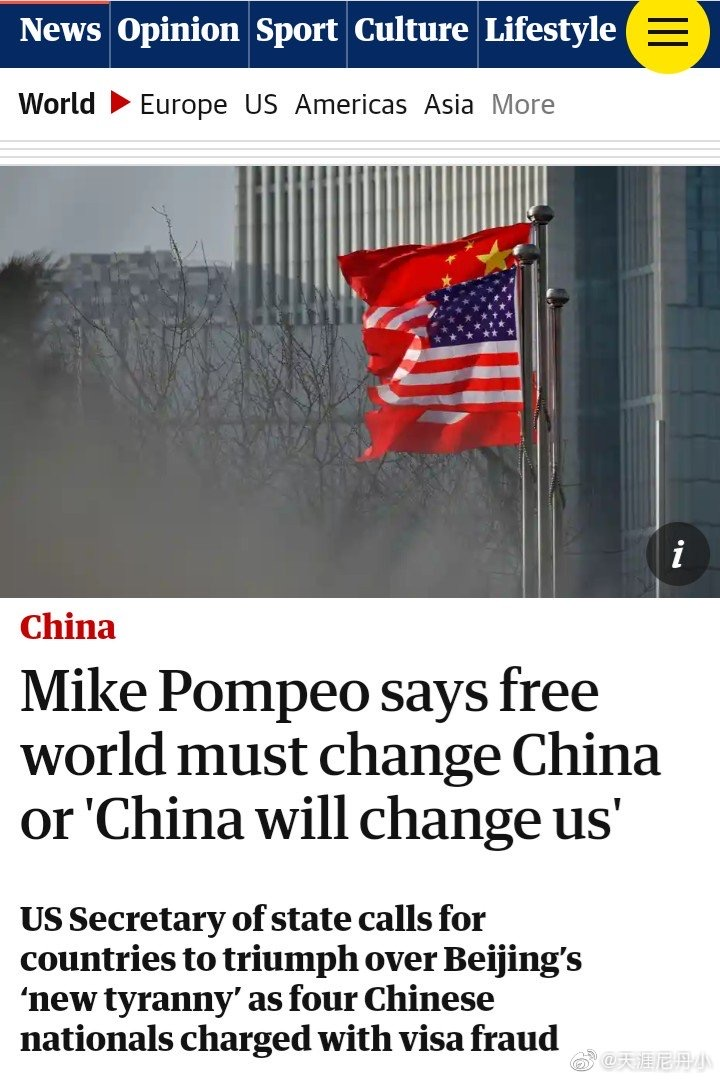 News Opinion Sport Culture Lifestyle
World Europe US Americas Asia More
i
China
Mike Pompeo says free
world must change China
or 'China will change us'
US Secretary of state calls for
countries to triumph over Beijing’s
‘new tyranny’ as four Chinese
nationals charged with visa fraud
@天涯尼丹小